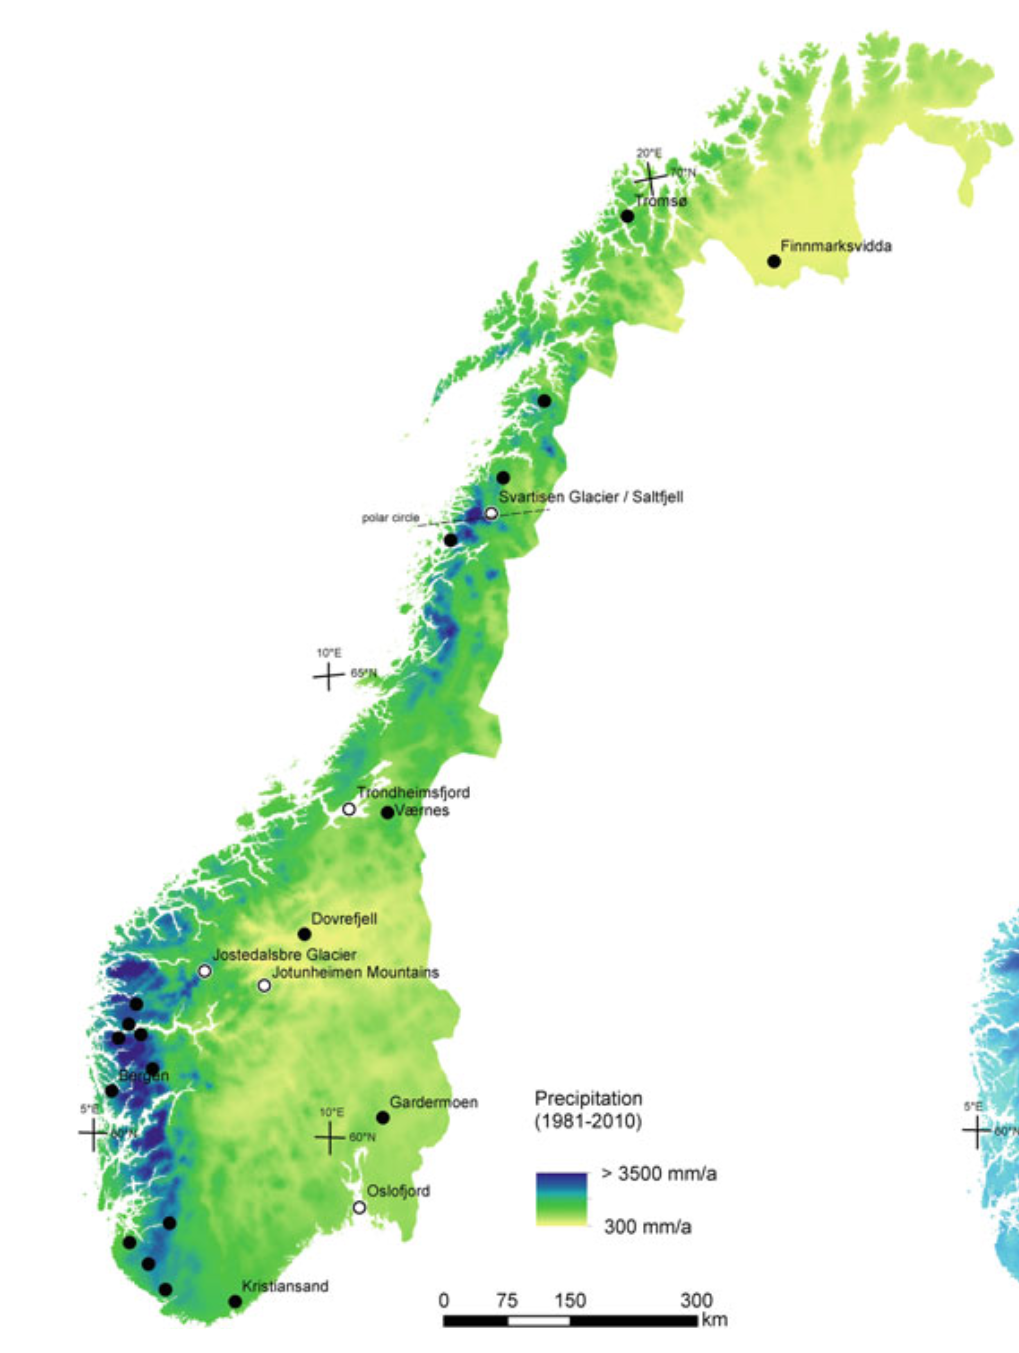 20°E
70°N
Tromsø
Finnmarksvidda
Svartisen Glacier / Saltfjell
polar circle
10°E
65°N
Trondheimsfjord
Værnes
Dovrefjell
Jostedalsbre Glacier
Jotunheimen Mountains
Bergen
5°E
60°N
10°E
60°N
Gardermoen
Oslofjord
Kristiansand
Precipitation
(1981-2010)
> 3500 mm/a
300 mm/a
0 75 150 300
km
5°E
60°N